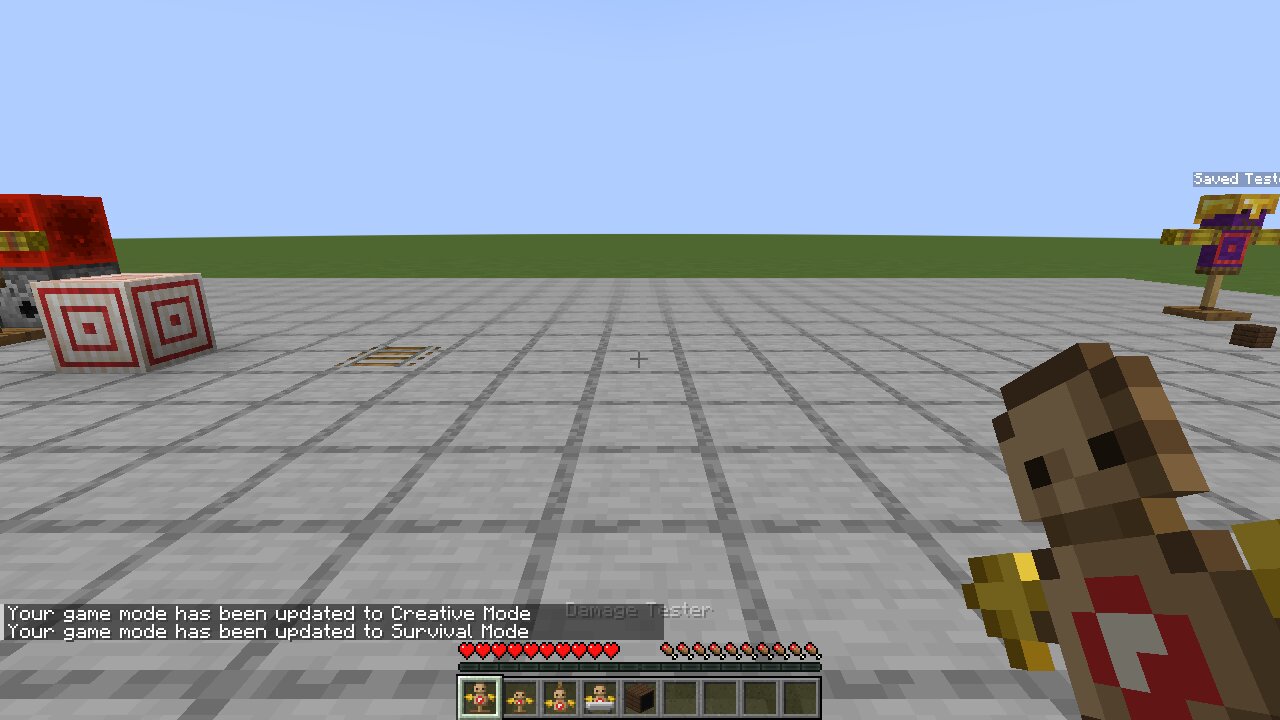 Saved Test
Your game mode has been updated to Creative Mode
Damage Tester
Your game mode has been updated to Survival Mode